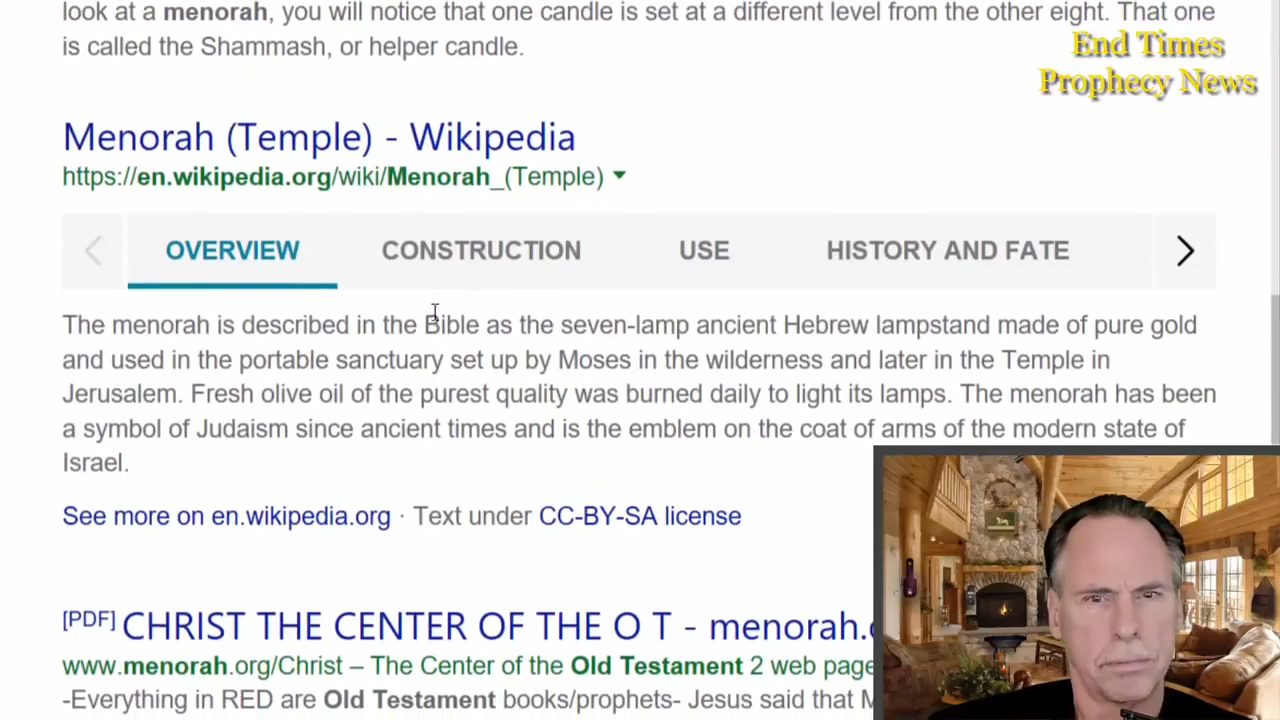 look at a menorah, you will notice that one candle is set at a different level from the other eight. That one
is called the Shammash, or helper candle.
End Times
Prophecy News
Menorah (Temple) - Wikipedia
https://en.wikipedia.org/wiki/Menorah_(Temple)
OVERVIEW CONSTRUCTION USE HISTORY AND FATE
The menorah is described in the Bible as the seven-lamp ancient Hebrew lampstand made of pure gold
and used in the portable sanctuary set up by Moses in the wilderness and later in the Temple in
Jerusalem. Fresh olive oil of the purest quality was burned daily to light its lamps. The menorah has been
a symbol of Judaism since ancient times and is the emblem on the coat of arms of the modern state of
Israel.
See more on en.wikipedia.org · Text under CC-BY-SA license
[PDF] CHRIST THE CENTER OF THE O T - menorah.
www.menorah.org/Christ – The Center of the Old Testament 2 web page
-Everything in RED are Old Testament books/prophets- Jesus said that